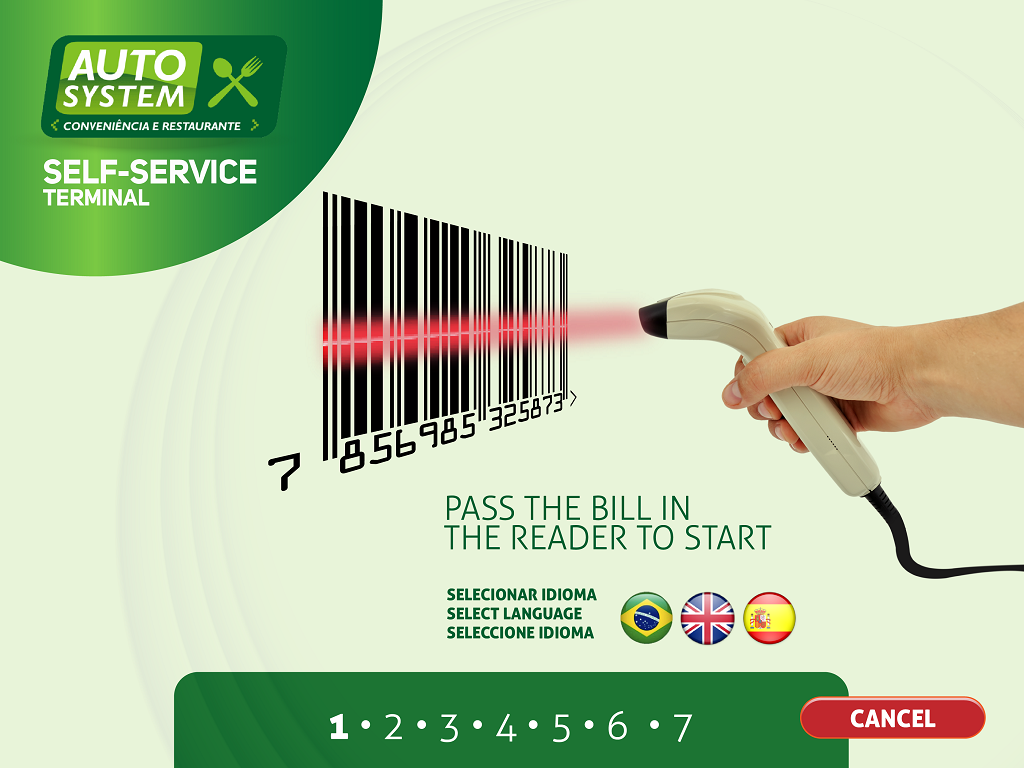 AUTO
SYSTEM
CONVENIÊNCIA E RESTAURANTE
SELF-SERVICE
TERMINAL
7 856985 325873 >
PASS THE BILL IN
THE READER TO START
SELECIONAR IDIOMA
SELECT LANGUAGE
SELECCIONE IDIOMA
1 • 2 • 3 • 4 • 5 • 6 • 7
CANCEL